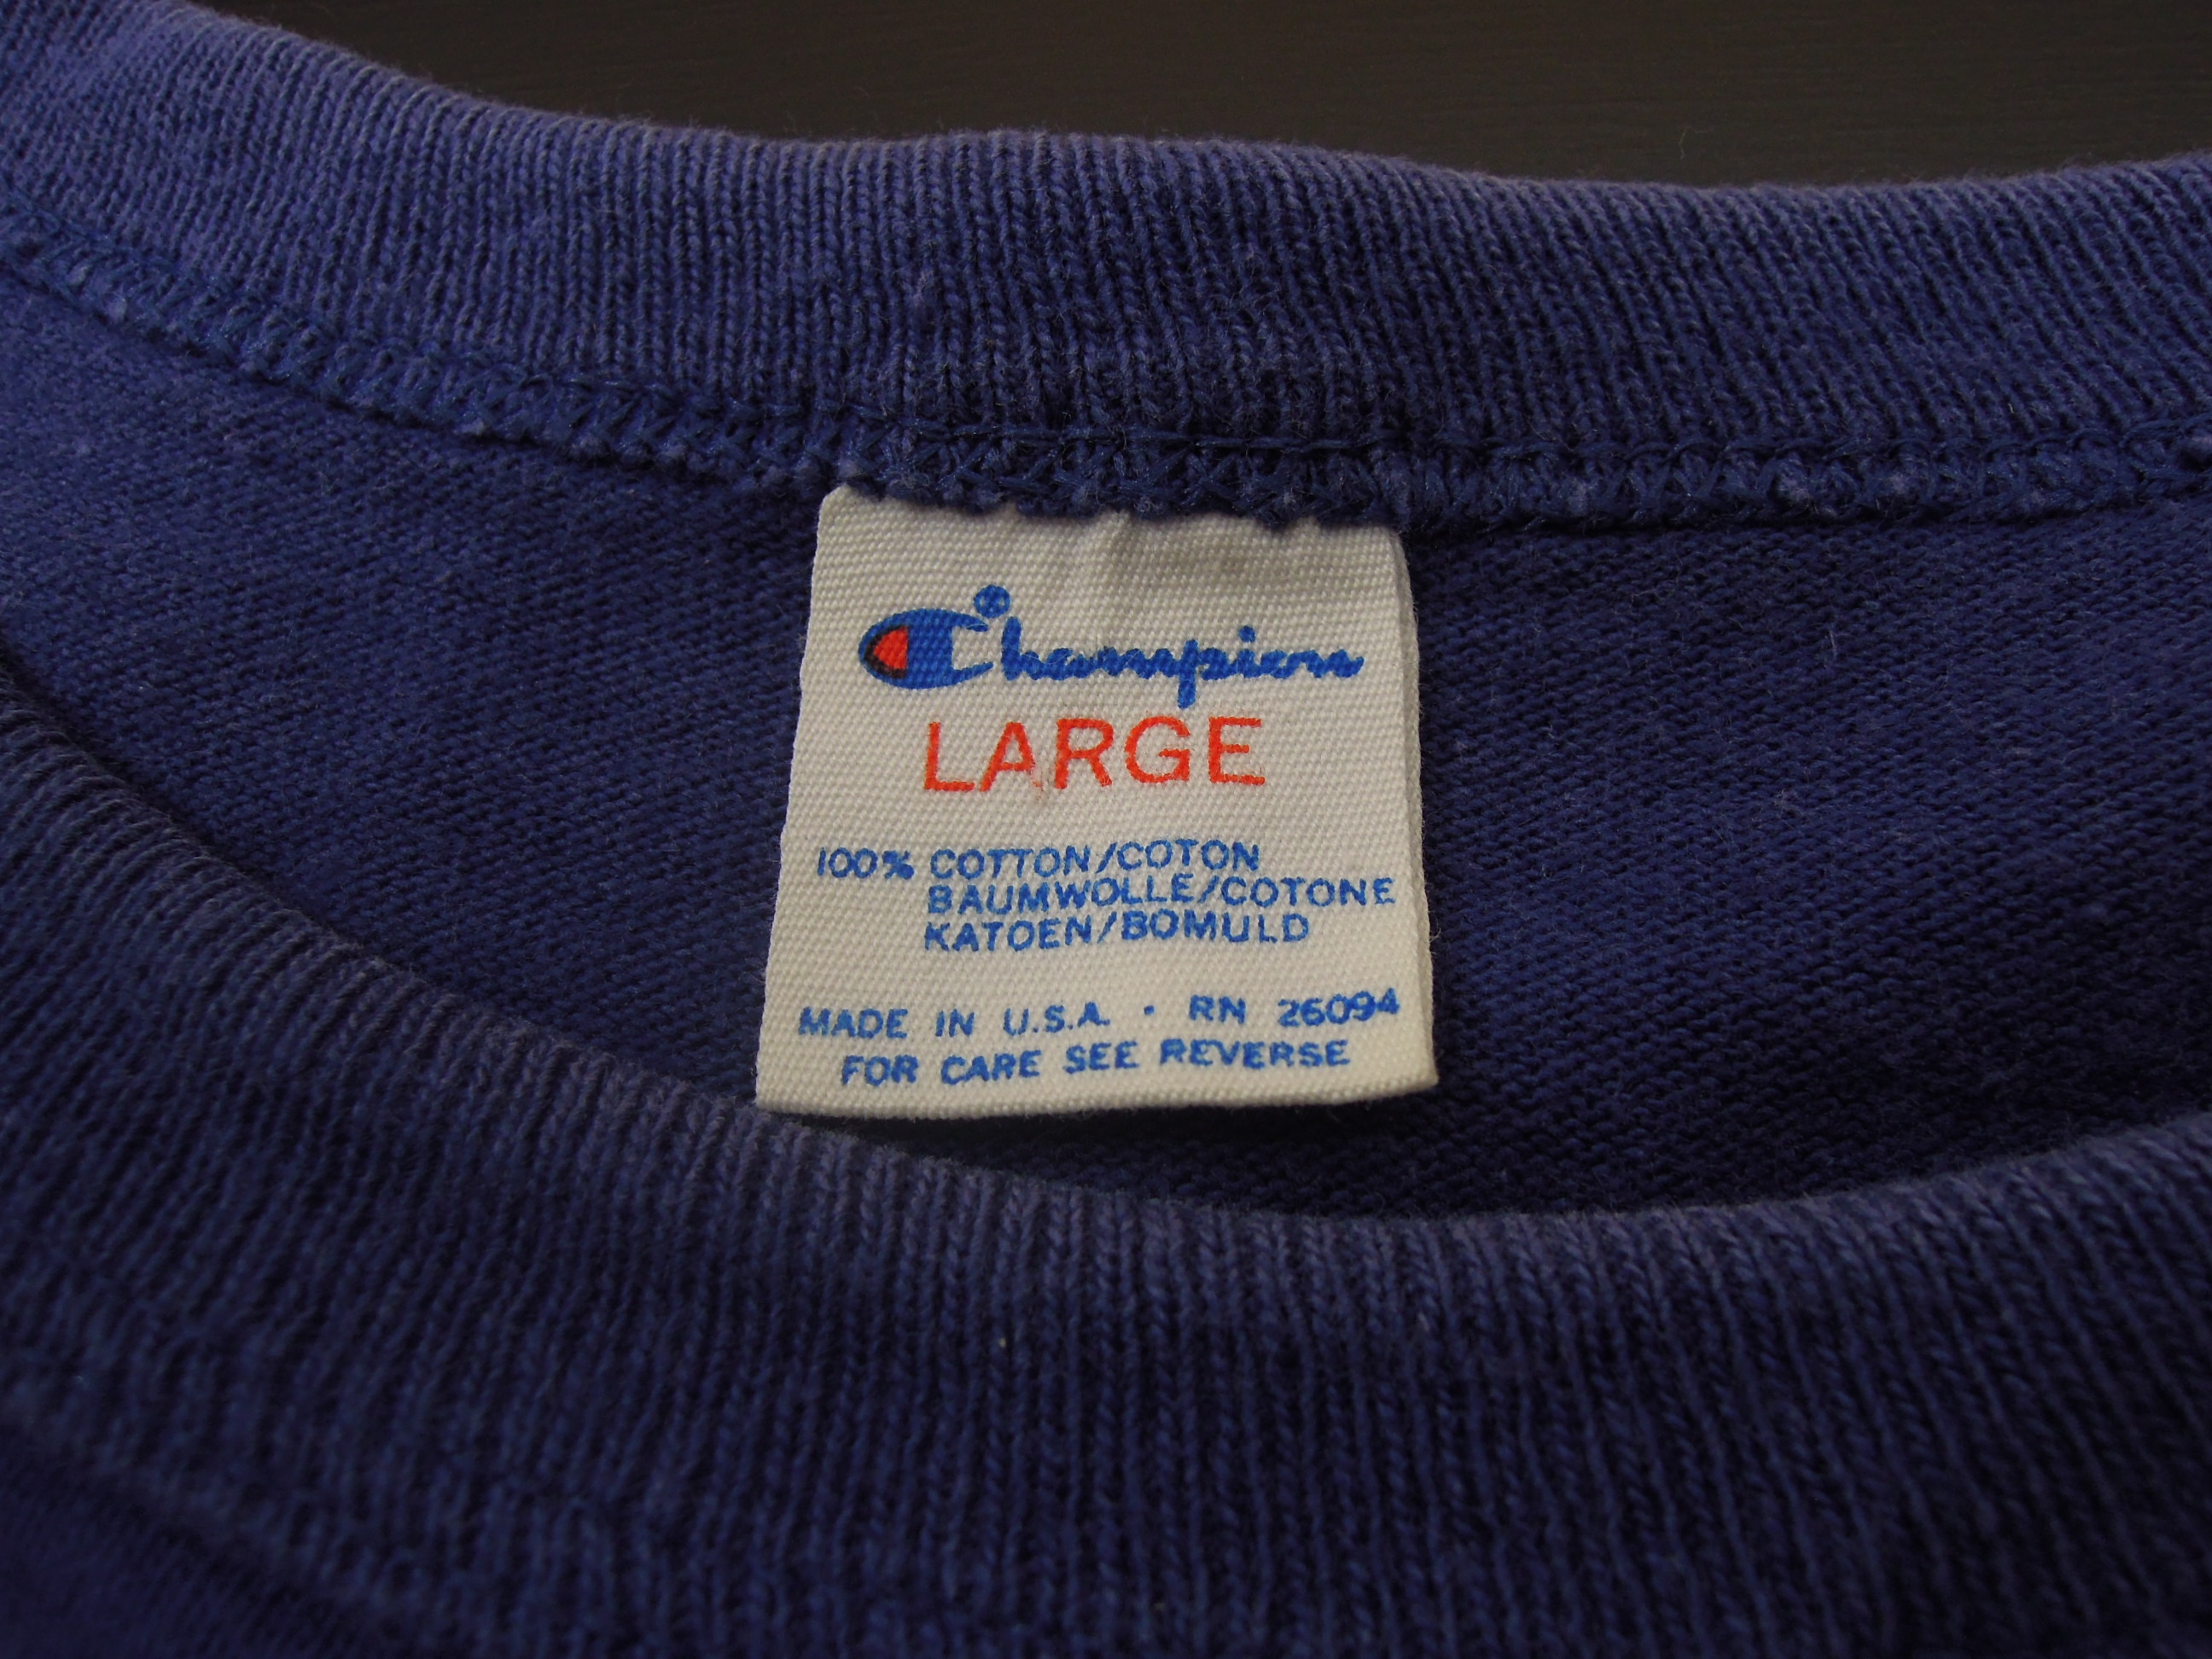 Champion®
LARGE
100% COTTON/COTON
BAUMWOLLE/COTONE
KATOEN/BOMULD
MADE IN U.S.A. · RN 26094
FOR CARE SEE REVERSE